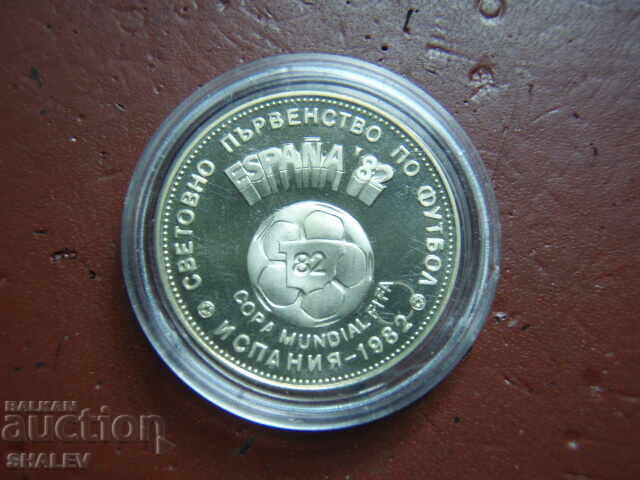 СВЕТОВНО ПЪРВЕНСТВО ПО ФУТБОЛ
ESPAÑA '82
82
COPA MUNDIAL FIFA
ИСПАНИЯ-1982
BALKAN
auction
SHALEV